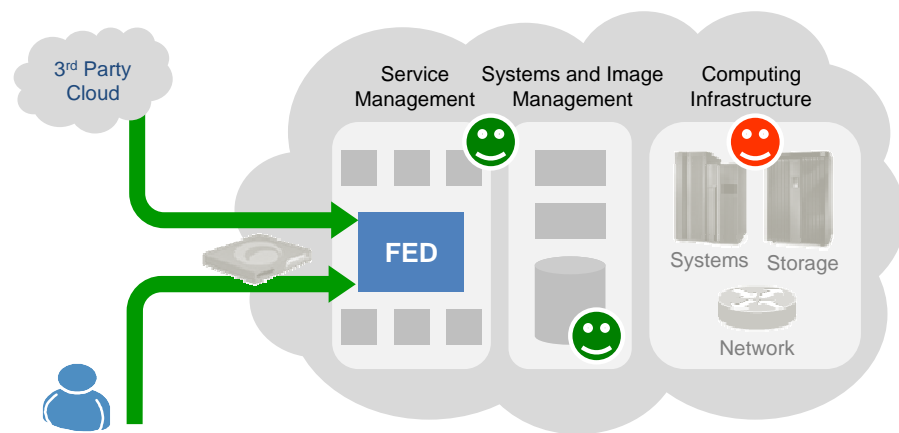 3rd Party
Cloud
Service
Management
Systems and Image
Management
Computing
Infrastructure
FED
Systems
Storage
Network